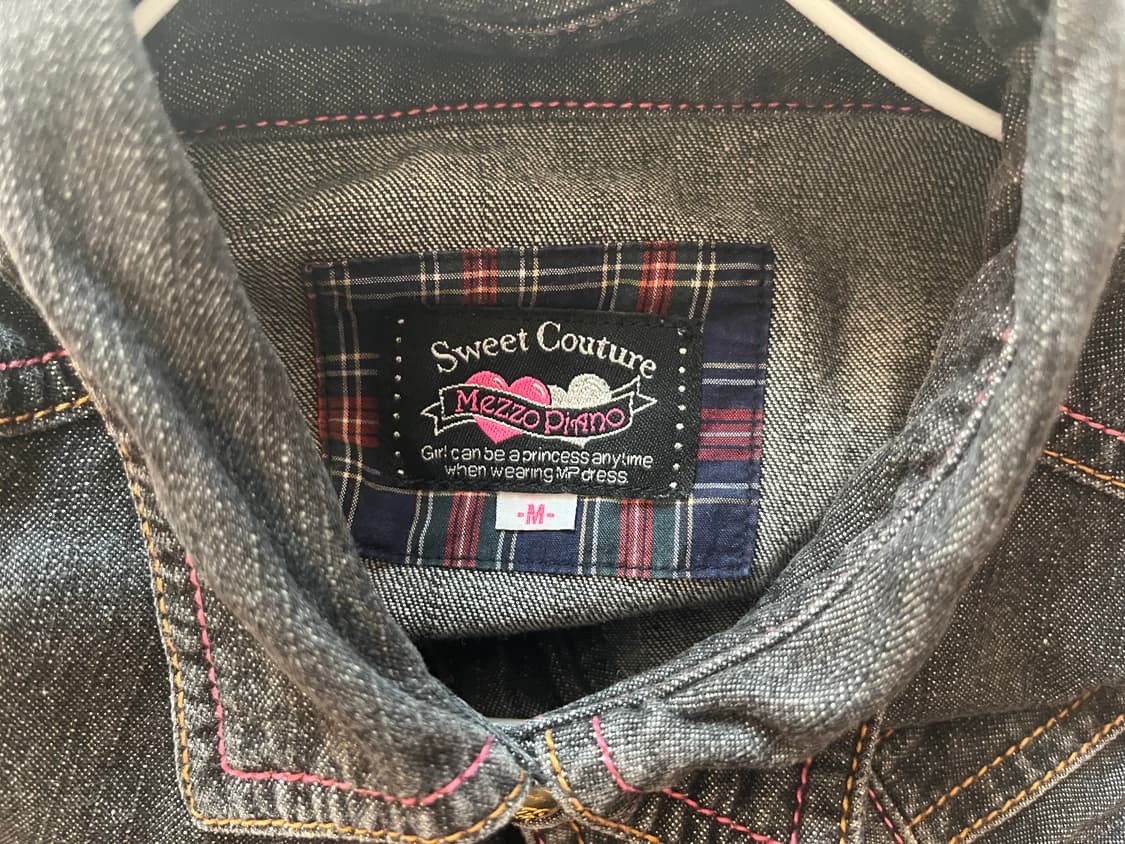 Sweet Couture
Mezzo Piano
Girl can be a princess anytime
when wearing MP dress.
-M-